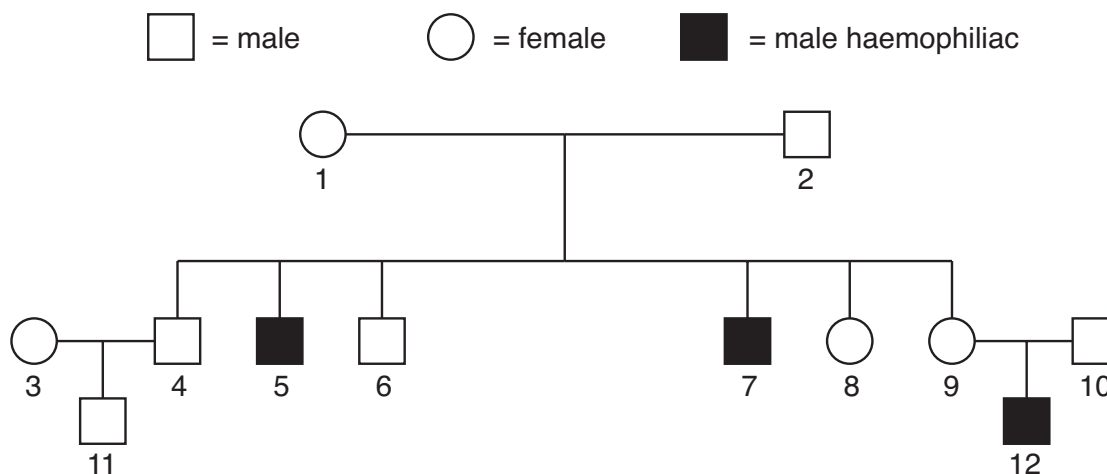 = male = female = male haemophiliac
1 2
3 4 5 6 7 8 9 10
11 12